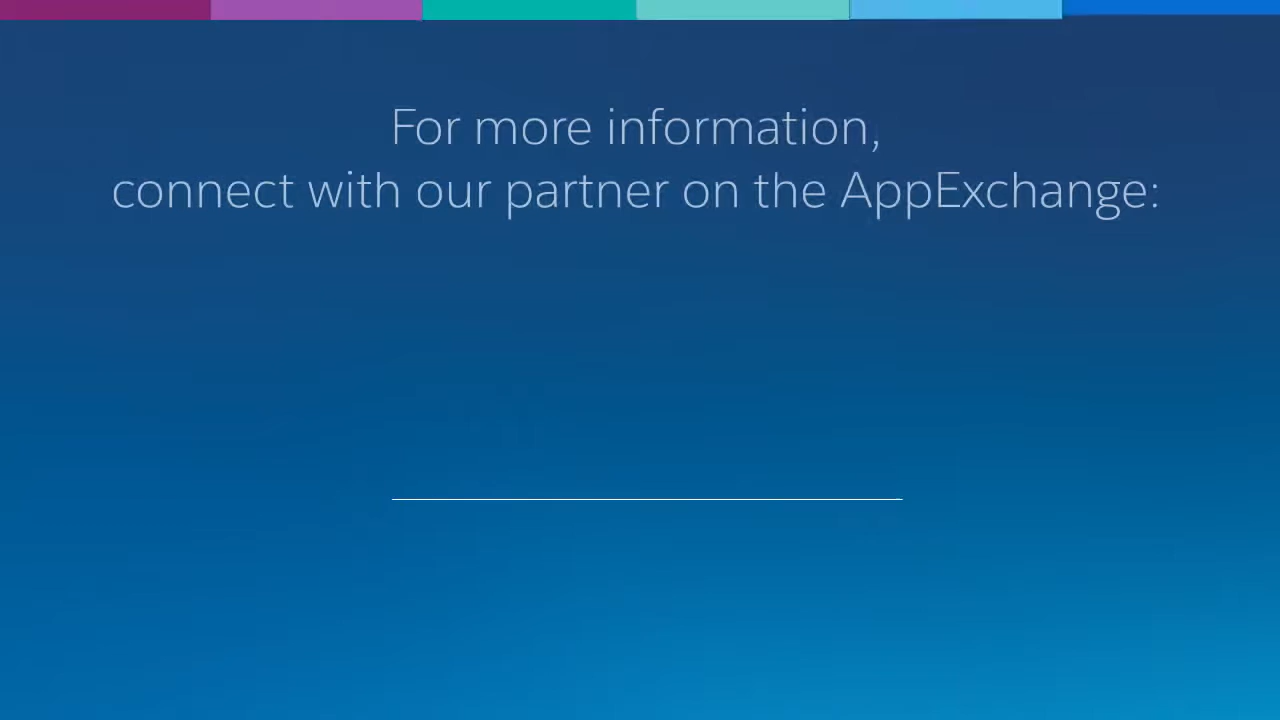 For more information,
connect with our partner on the AppExchange: